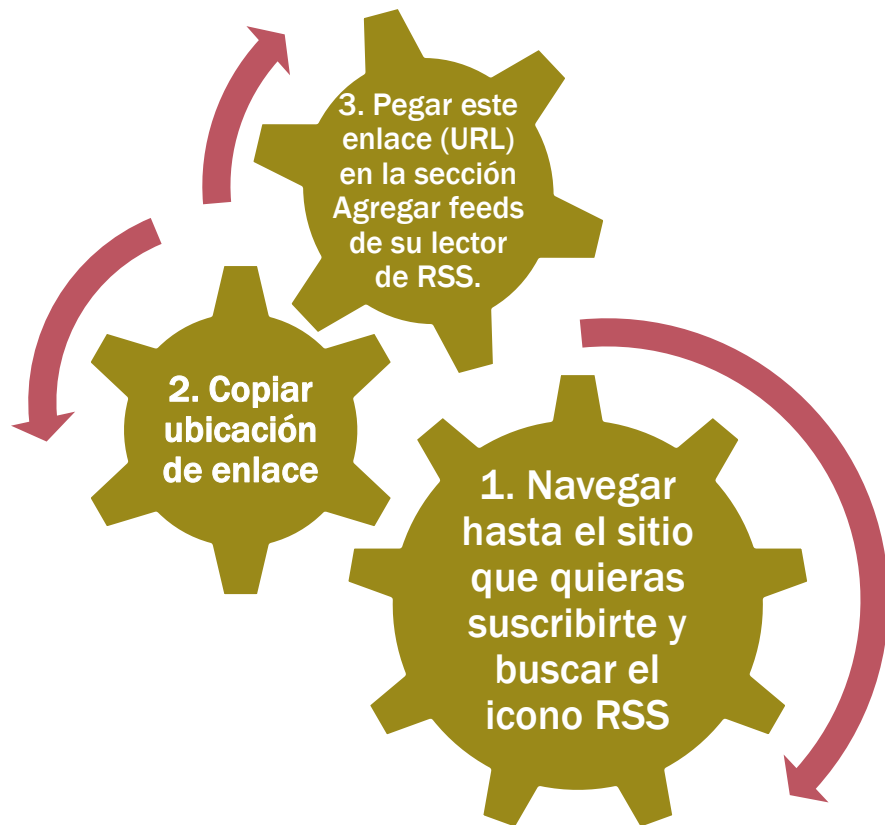 3. Pegar este
enlace (URL)
en la sección
Agregar feeds
de su lector
de RSS.
2. Copiar
ubicación
de enlace
1. Navegar
hasta el sitio
que quieras
suscribirte y
buscar el
icono RSS